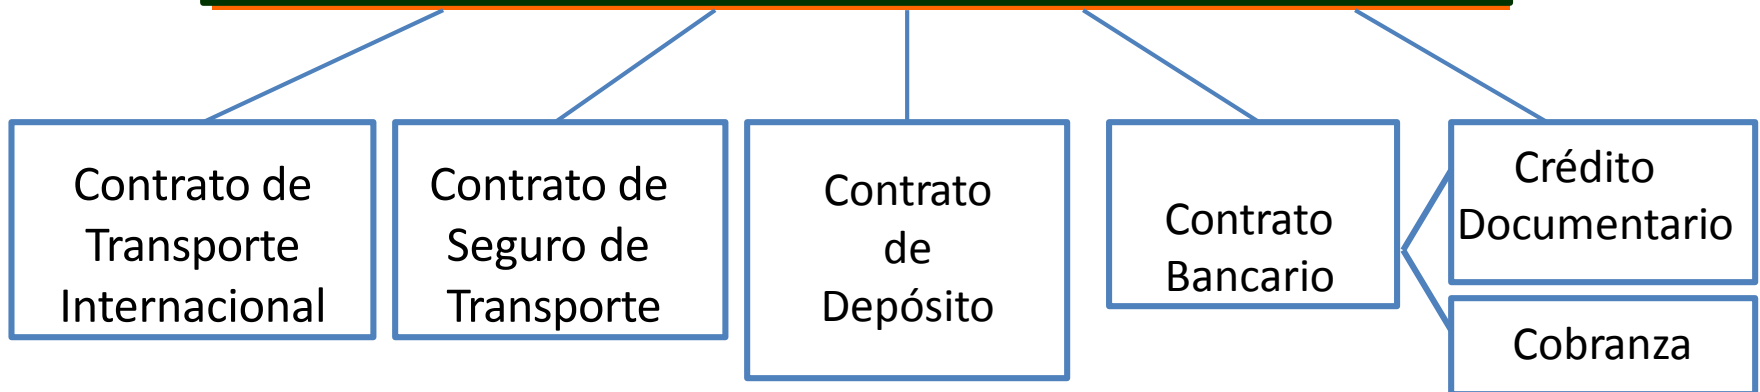 Contrato de
Transporte
Internacional
Contrato de
Seguro de
Transporte
Contrato
de
Depósito
Contrato
Bancario
Crédito
Documentario
Cobranza